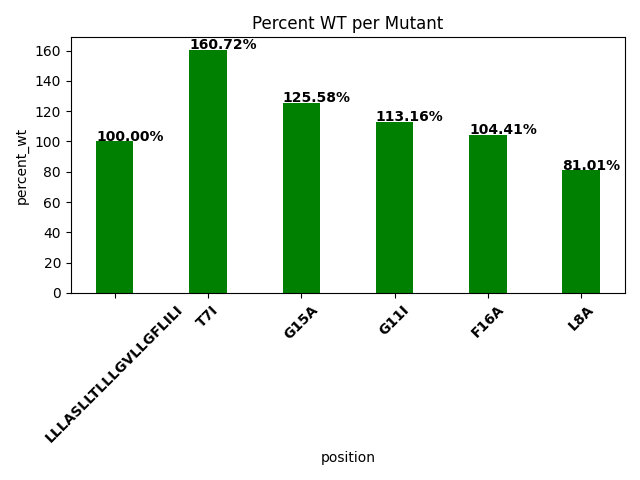 Percent WT per Mutant
percent_wt
160
140
120
100
80
60
40
20
0
100.00%
160.72%
125.58%
113.16%
104.41%
81.01%
LLLASLLTLLLGVLLGFLILI
T7I
G15A
G11I
F16A
L8A
position